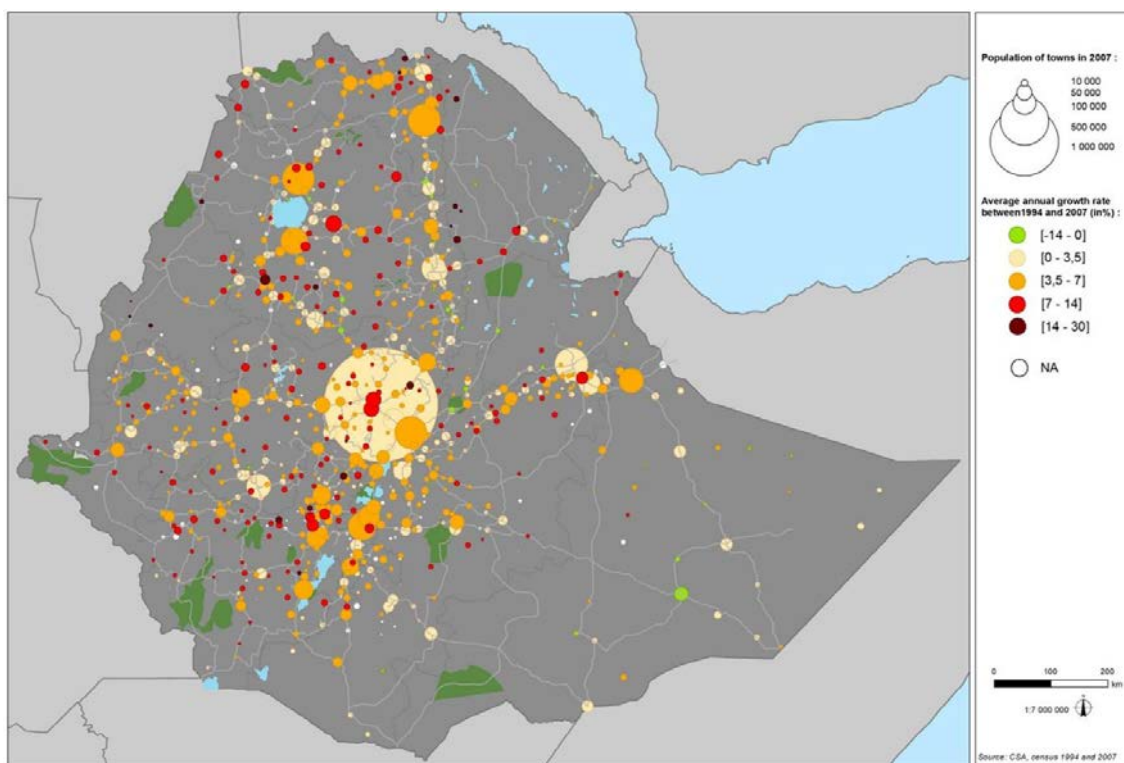 Population of towns in 2007 :
10 000
50 000
100 000
500 000
1 000 000
Average annual growth rate
between1994 and 2007 (in%) :
[-14 - 0]
[0 - 3,5]
[3,5 - 7]
[7 - 14]
[14 - 30]
NA
0 100 200
km
1:7 000 000
Source: CSA, census 1994 and 2007